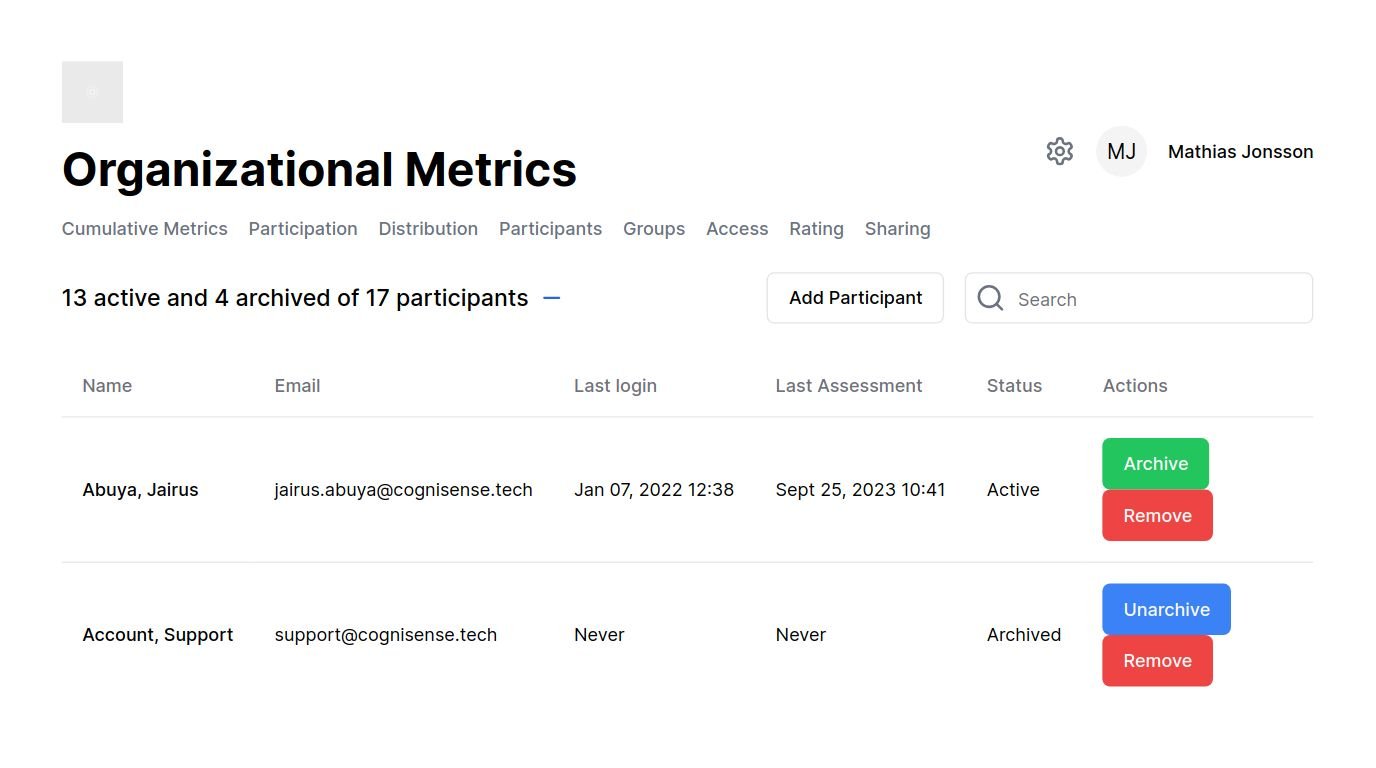 Organizational Metrics
MJ
Mathias Jonsson
Cumulative Metrics Participation Distribution Participants Groups Access Rating Sharing
13 active and 4 archived of 17 participants
Add Participant
Search
Name Email Last login Last Assessment Status Actions
Abuya, Jairus jairus.abuya@cognisense.tech Jan 07, 2022 12:38 Sept 25, 2023 10:41 Active Archive
Remove
Account, Support support@cognisense.tech Never Never Archived Unarchive
Remove